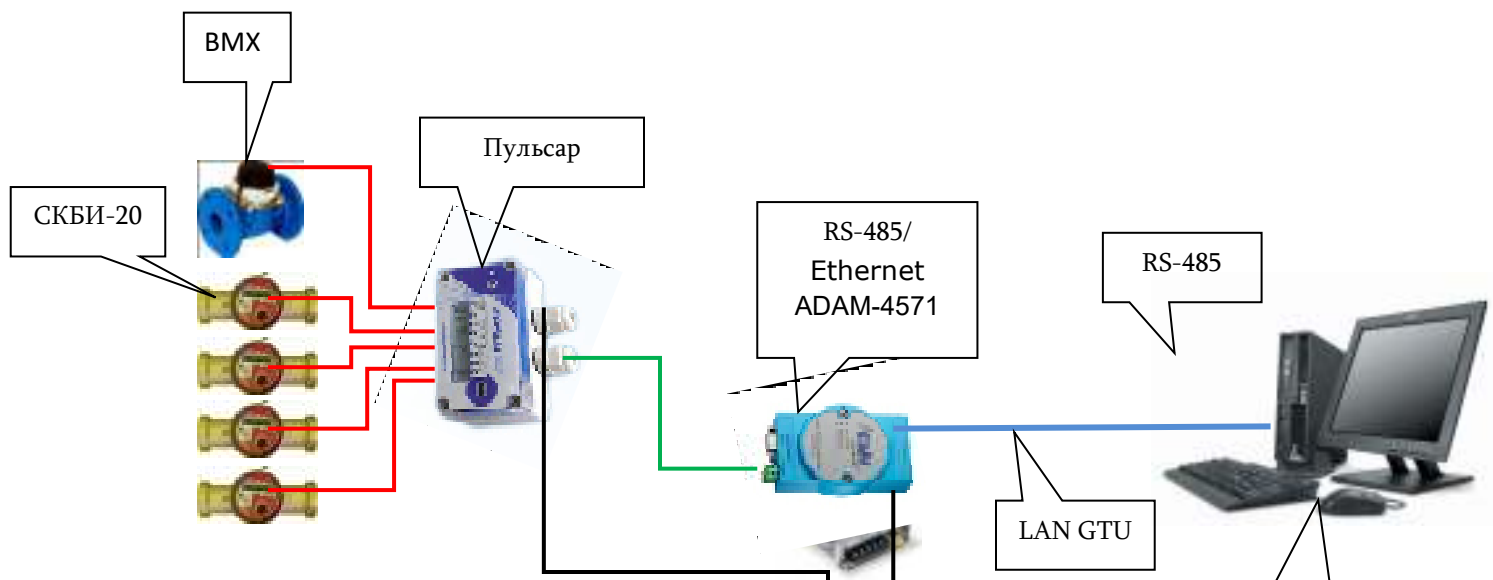 ВМХ
Пульсар
СКБИ-20
RS-485/
Ethernet
ADAM-4571
RS-485
LAN GTU